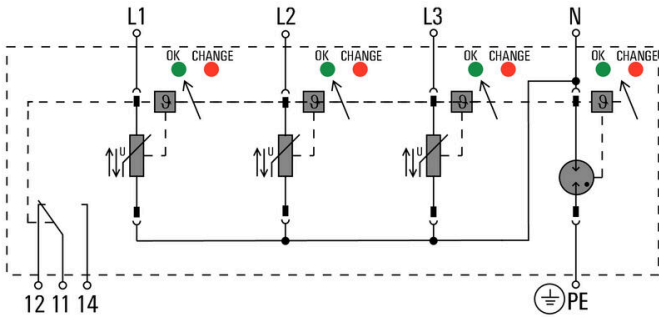 L1 L2 L3 N
OK CHANGE OK CHANGE OK CHANGE OK CHANGE
ϑ ϑ ϑ ϑ
U U U
12 11 14 PE